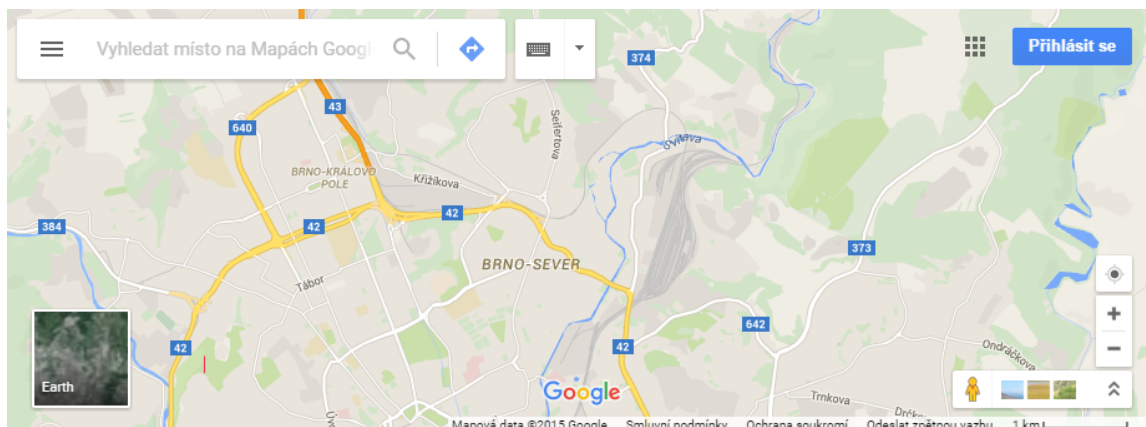 Vyhledat místo na Mapách Google
Přihlásit se
374
43
640
Seifertova
Svitava
BRNO-KRÁLOVO
POLE
Křižíkova
42
42
384
373
BRNO-SEVER
Tábor
642
42
42
Ondráčkova
Earth
Google
Trnkova
Mapová data ©2015 Google Smluvní podmínky Ochrana soukromí Odeslat zpětnou vazbu 1 km